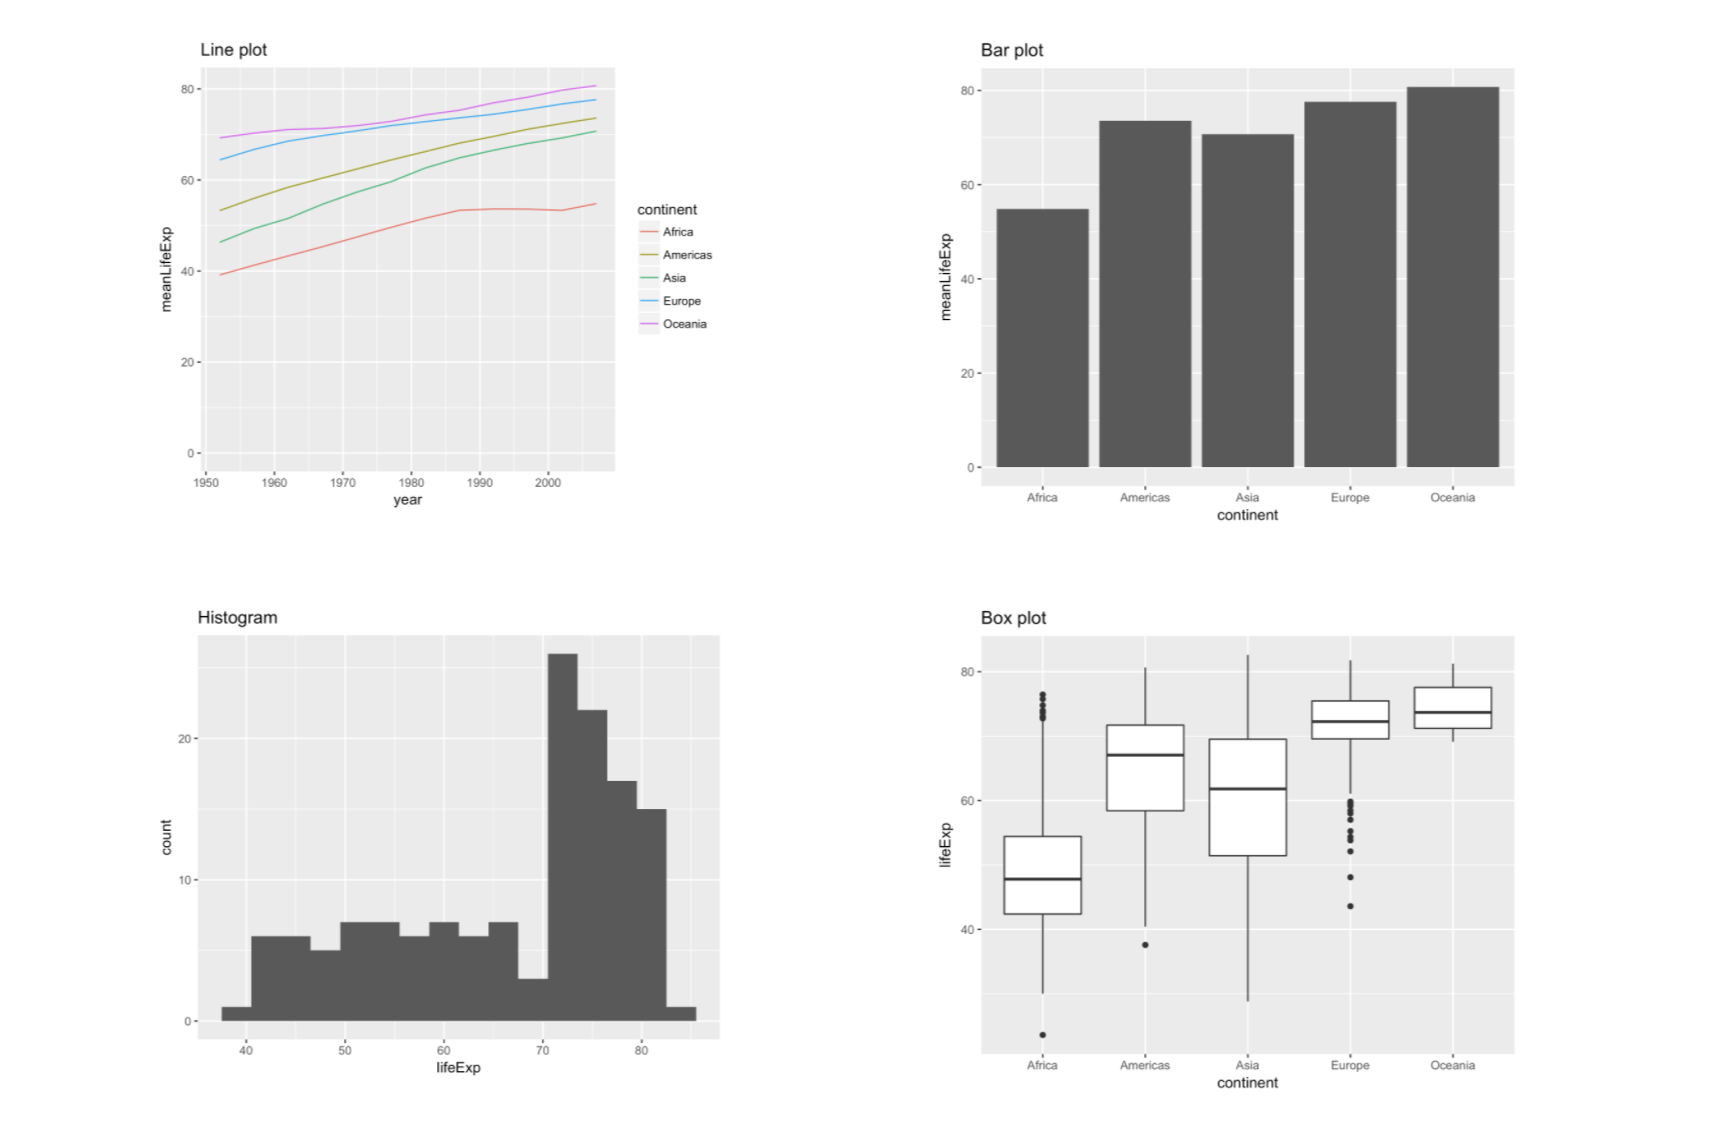 Line plot
80
60
40
20
0
meanLifeExp
1950 1960 1970 1980 1990 2000
year
continent
Africa
Americas
Asia
Europe
Oceania
Bar plot
80
60
40
20
0
meanLifeExp
Africa Americas Asia Europe Oceania
continent
Histogram
20
10
0
count
40 50 60 70 80
lifeExp
Box plot
80
60
40
lifeExp
Africa Americas Asia Europe Oceania
continent